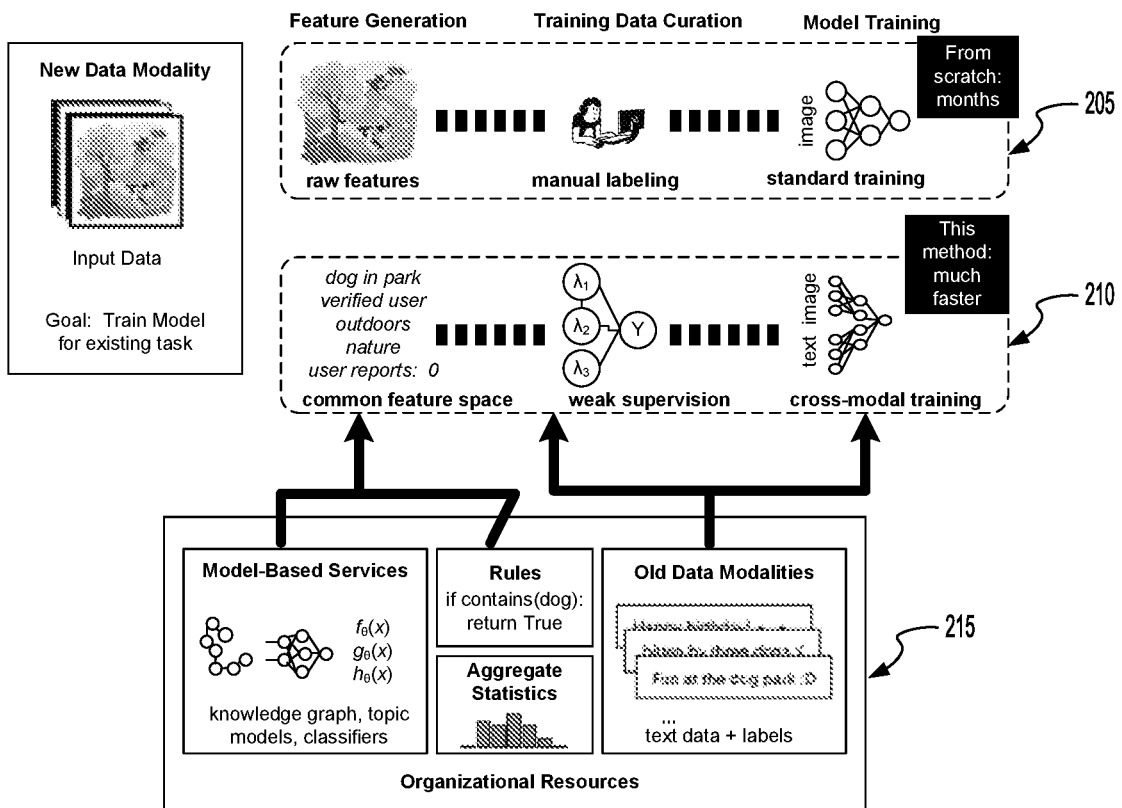 Feature Generation
Training Data Curation
Model Training
New Data Modality
Input Data
Goal: Train Model
for existing task
From
scratch:
months
205
image
raw features
manual labeling
standard training
This
method:
much
faster
210
dog in park
verified user
outdoors
nature
user reports: 0
λ1
λ2
λ3
Y
text image
common feature space
weak supervision
cross-modal training
Model-Based Services
fθ(x)
gθ(x)
hθ(x)
knowledge graph, topic
models, classifiers
Rules
if contains(dog):
return True
Aggregate
Statistics
Old Data Modalities
Fun at the dog park :D
...
text data + labels
215
Organizational Resources